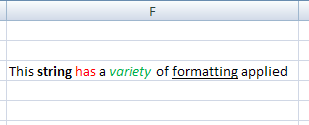 F
This string has a variety of formatting applied